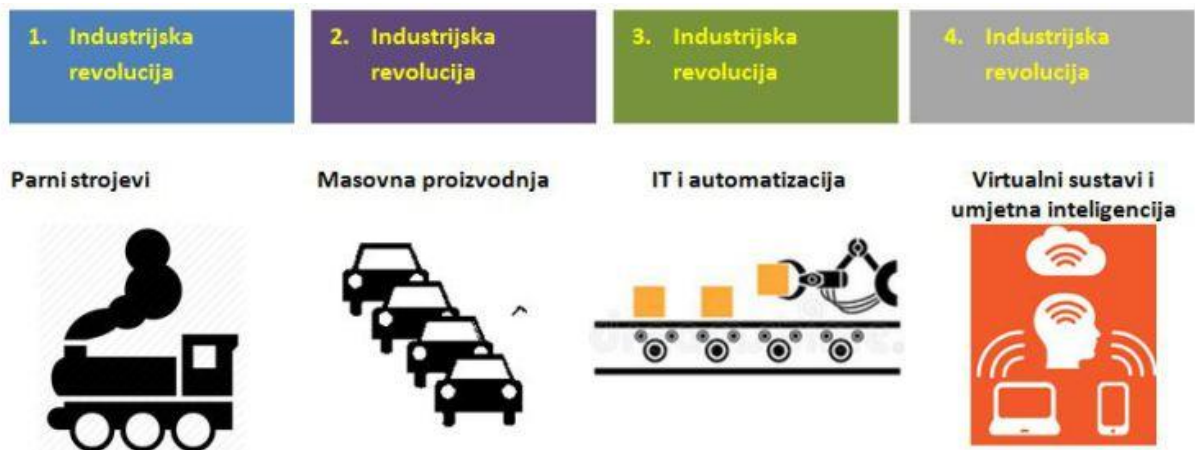 1. Industrijska
revolucija
2. Industrijska
revolucija
3. Industrijska
revolucija
4. Industrijska
revolucija
Parni strojevi
Masovna proizvodnja
IT i automatizacija
Virtualni sustavi i
umjetna inteligencija